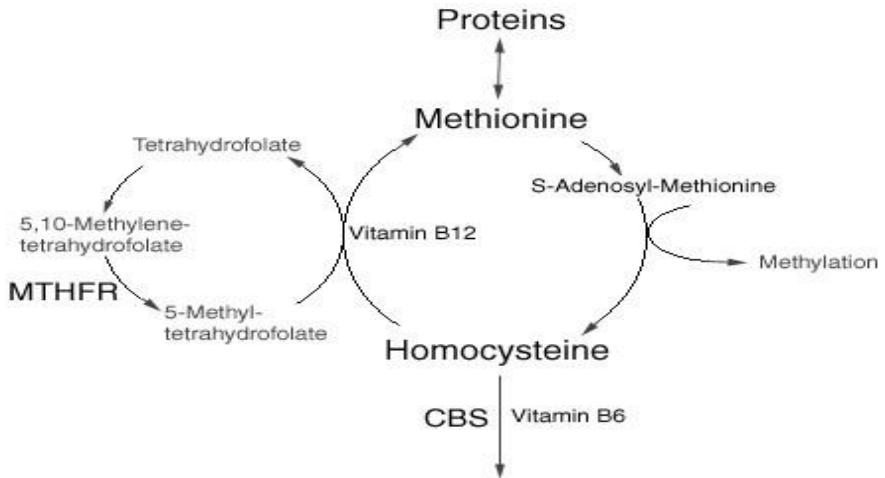 Proteins
Methionine
Tetrahydrofolate
S-Adenosyl-Methionine
5,10-Methylene-
tetrahydrofolate
Vitamin B12
Methylation
MTHFR
5-Methyl-
tetrahydrofolate
Homocysteine
CBS
Vitamin B6